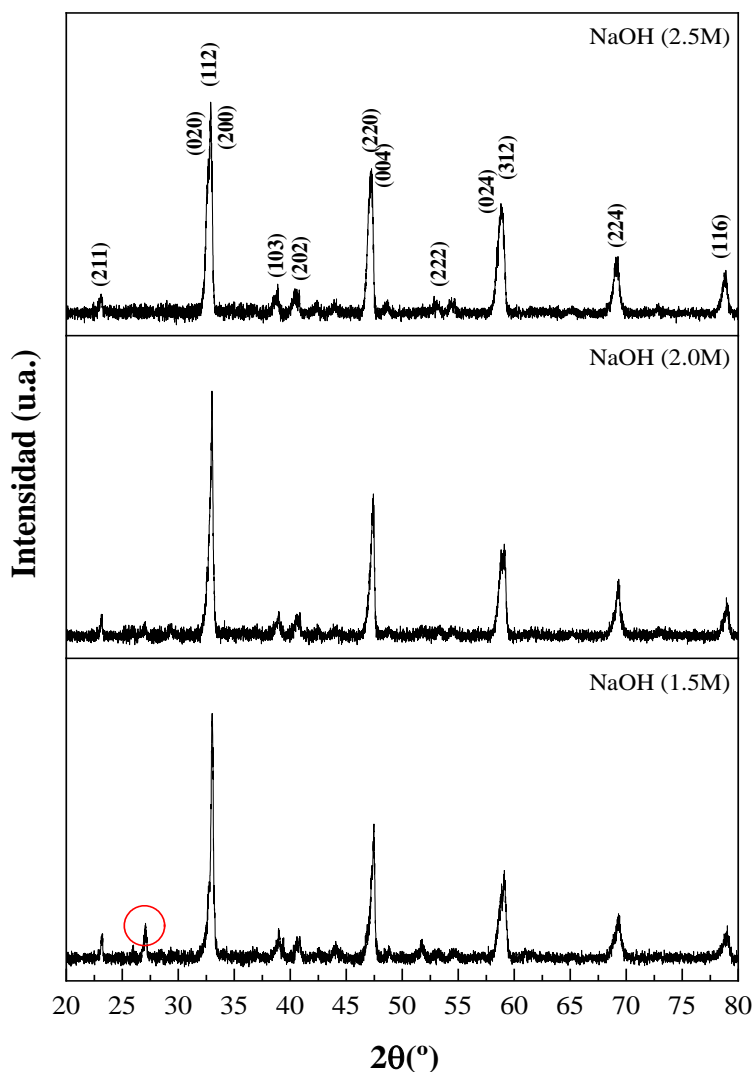 NaOH (2.5M)
(211)
(020)
(112)
(200)
(103)
(202)
(220)
(004)
(222)
(024)
(312)
(224)
(116)
NaOH (2.0M)
NaOH (1.5M)
Intensidad (u.a.)
20 25 30 35 40 45 50 55 60 65 70 75 80
2θ(º)